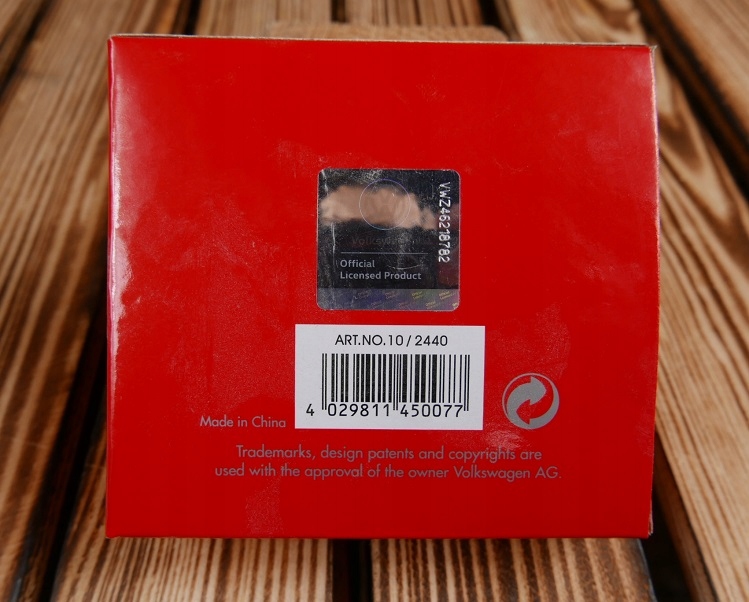 VWZ46218782
Official
Licensed Product
ART.NO.10/2440
4 029811 450077
Made in China
Trademarks, design patents and copyrights are
used with the approval of the owner Volkswagen AG.